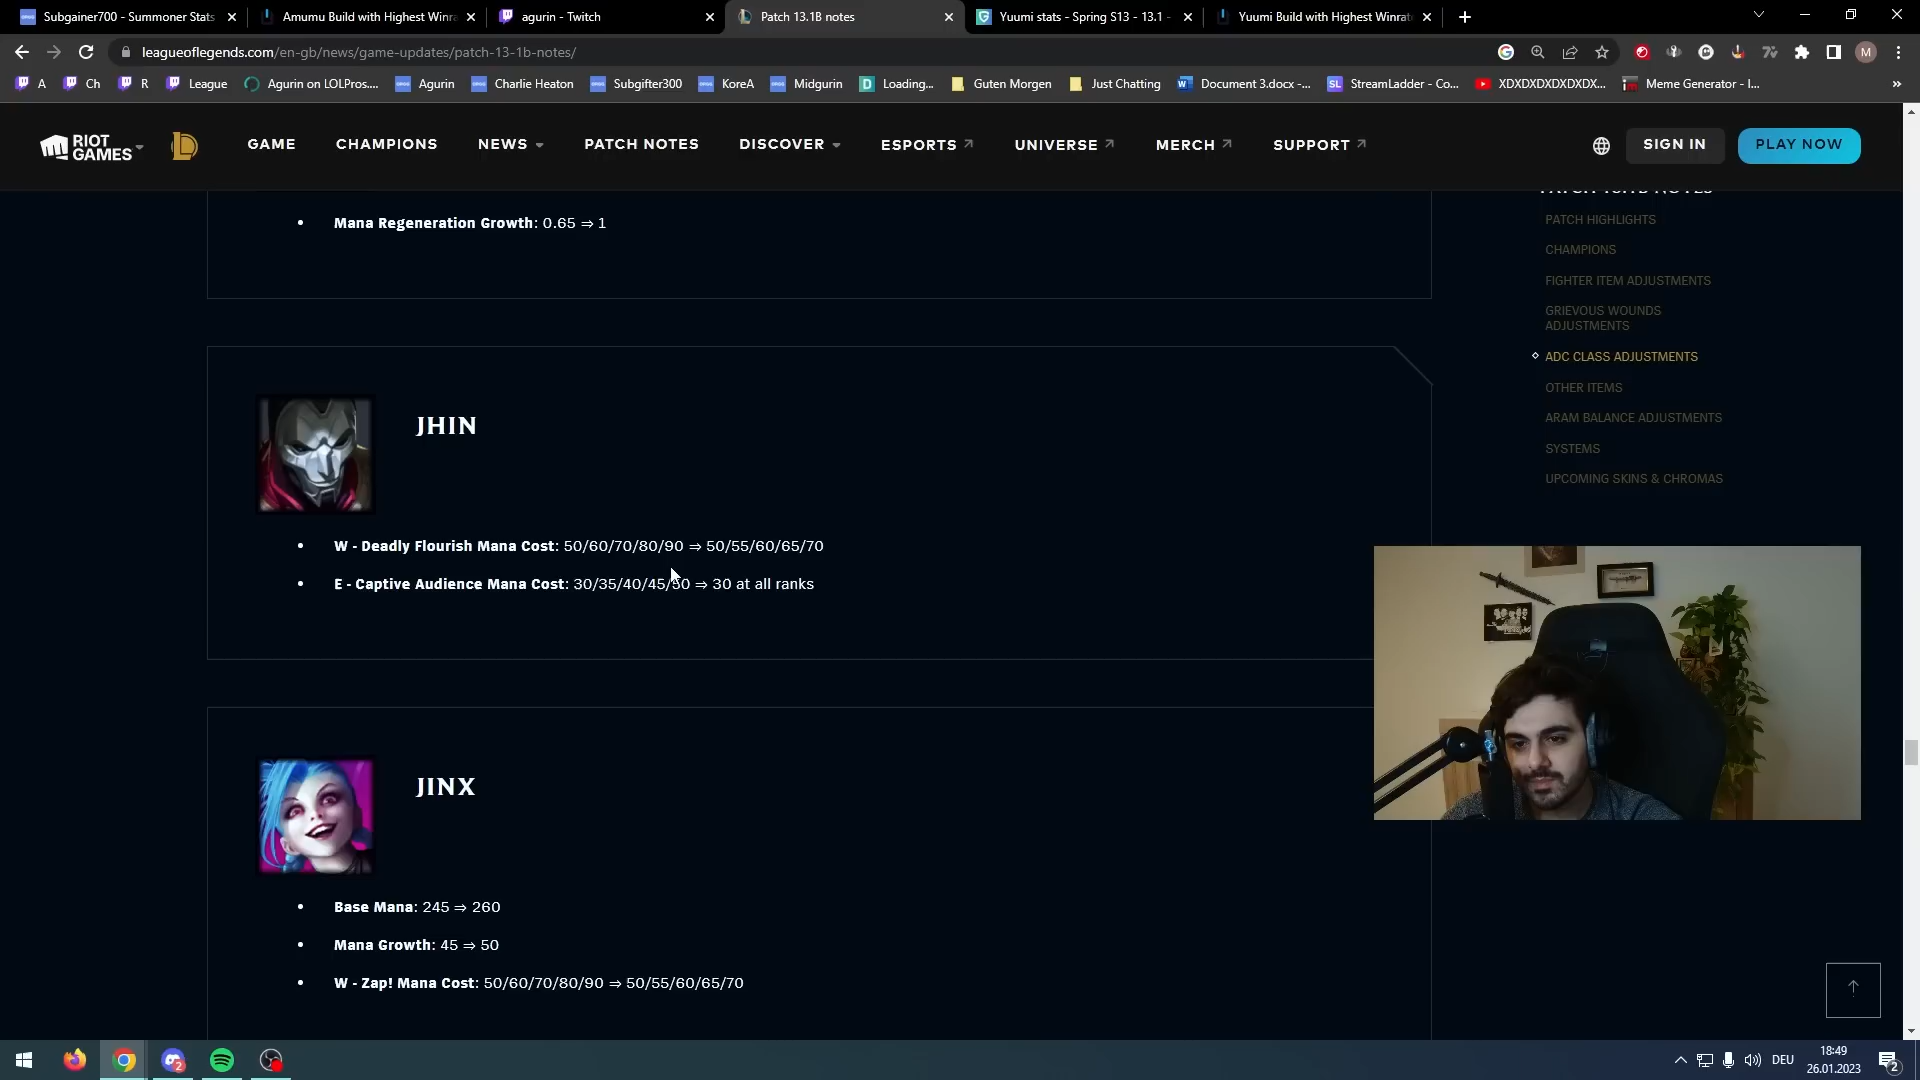 Subgainer700 - Summoner Stats
Amumu Build with Highest Winra
agurin - Twitch
Patch 13.1B notes
Yuumi stats - Spring S13 - 13.1 -
Yuumi Build with Highest Winrat
leagueoflegends.com/en-gb/news/game-updates/patch-13-1b-notes/
M
A
Ch
R
League
Agurin on LOLPros....
Agurin
Charlie Heaton
Subgifter300
KoreA
Midgurin
Loading...
Guten Morgen
Just Chatting
Document 3.docx -...
StreamLadder - Co...
XDXDXDXDXDXDX...
Meme Generator - I...
RIOT GAMES
GAME
CHAMPIONS
NEWS
PATCH NOTES
DISCOVER
ESPORTS
UNIVERSE
MERCH
SUPPORT
SIGN IN
PLAY NOW
• Mana Regeneration Growth: 0.65 ⇒ 1
JHIN
• W - Deadly Flourish Mana Cost: 50/60/70/80/90 ⇒ 50/55/60/65/70
• E - Captive Audience Mana Cost: 30/35/40/45/50 ⇒ 30 at all ranks
JINX
• Base Mana: 245 ⇒ 260
• Mana Growth: 45 ⇒ 50
• W - Zap! Mana Cost: 50/60/70/80/90 ⇒ 50/55/60/65/70
PATCH 13.1B NOTES
PATCH HIGHLIGHTS
CHAMPIONS
FIGHTER ITEM ADJUSTMENTS
GRIEVOUS WOUNDS
ADJUSTMENTS
ADC CLASS ADJUSTMENTS
OTHER ITEMS
ARAM BALANCE ADJUSTMENTS
SYSTEMS
UPCOMING SKINS & CHROMAS
DEU
18:49
26.01.2023
2
2